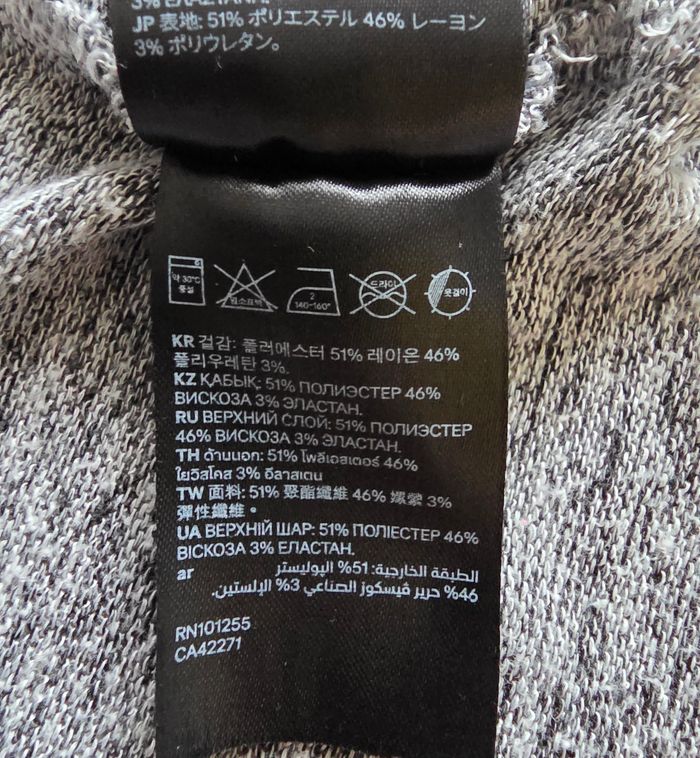 JP 表地: 51% ポリエステル 46% レーヨン
3% ポリウレタン。
약 30°C
중성
염소표백
2
140-160°
드라이
옷걸이
KR 겉감: 폴리에스터 51% 레이온 46%
폴리우레탄 3%.
KZ ҚАБЫҚ: 51% ПОЛИЭСТЕР 46%
ВИСКОЗА 3% ЭЛАСТАН.
RU ВЕРХНИЙ СЛОЙ: 51% ПОЛИЭСТЕР
46% ВИСКОЗА 3% ЭЛАСТАН.
TH ด้านนอก: 51% โพลีเอสเตอร์ 46%
ใยวิสโคส 3% อีลาสเตน
TW 面料: 51% 聚酯纖維 46% 嫘縈 3%
彈性纖維。
UA ВЕРХНІЙ ШАР: 51% ПОЛІЕСТЕР 46%
ВІСКОЗА 3% ЕЛАСТАН.
ar الطبقة الخارجية: 51% البوليستر
46% حرير فيسكوز الصناعي 3% الإلستين.
RN101255
CA42271